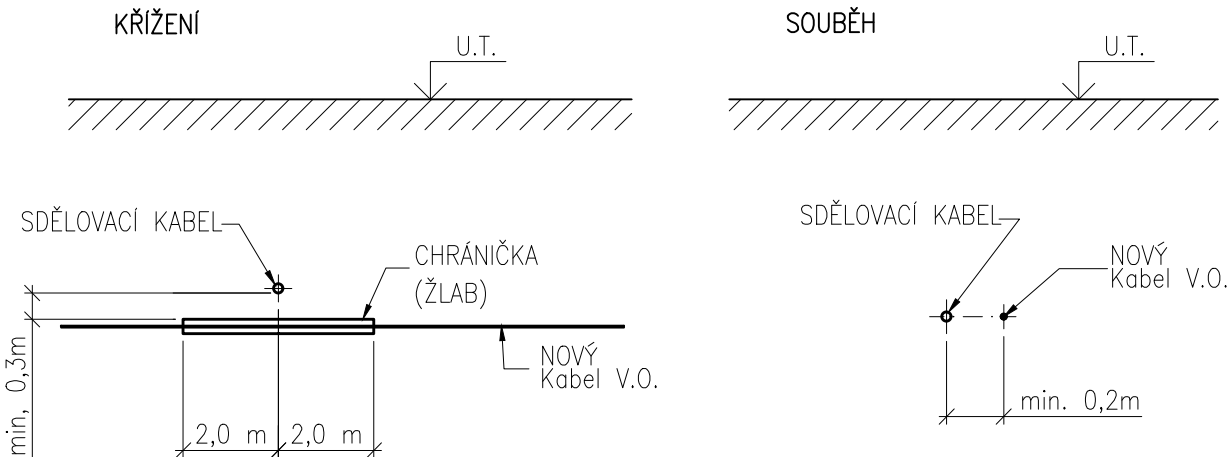 KŘÍŽENÍ
U.T.
SDĚLOVACÍ KABEL
CHRÁNIČKA
(ŽLAB)
min, 0,3m
NOVÝ
Kabel V.O.
2,0 m
2,0 m
SOUBĚH
U.T.
SDĚLOVACÍ KABEL
NOVÝ
Kabel V.O.
min. 0,2m